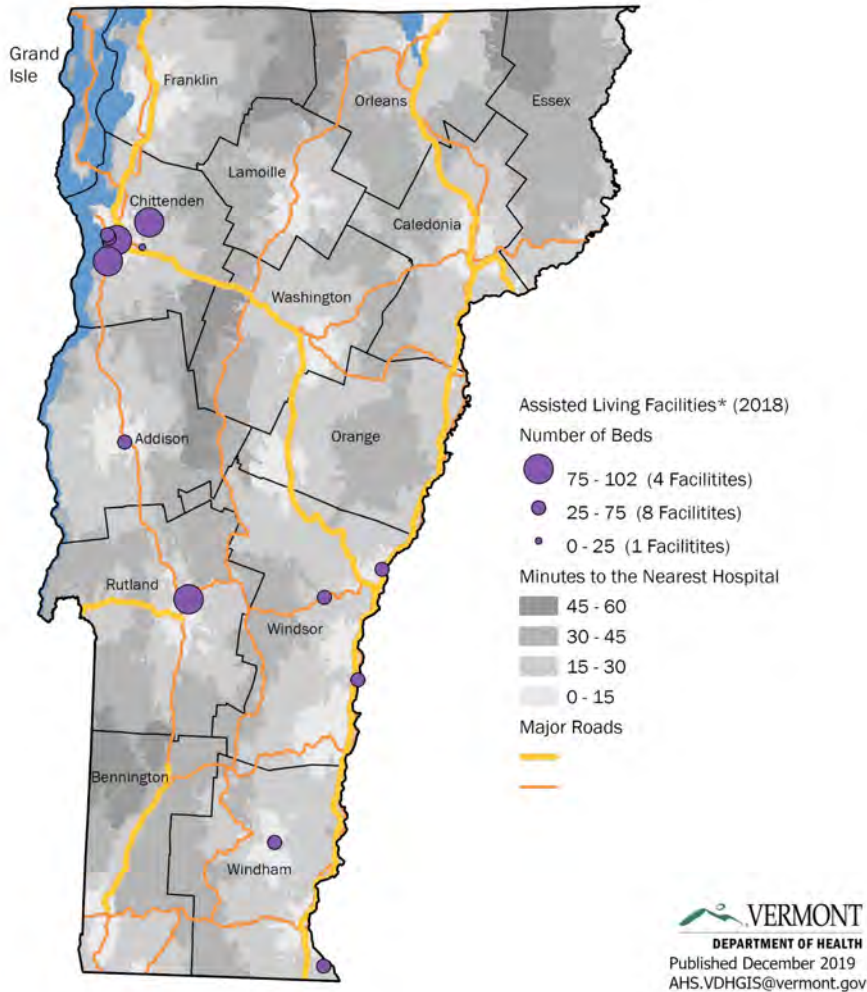 Grand
Isle
Franklin
Orleans
Essex
Lamoille
Chittenden
Caledonia
Washington
Addison
Orange
Rutland
Windsor
Bennington
Windham
Assisted Living Facilities* (2018)
Number of Beds
75 - 102 (4 Facilitites)
25 - 75 (8 Facilitites)
0 - 25 (1 Facilitites)
Minutes to the Nearest Hospital
45 - 60
30 - 45
15 - 30
0 - 15
Major Roads
VERMONT
DEPARTMENT OF HEALTH
Published December 2019
AHS.VDHGIS@vermont.gov